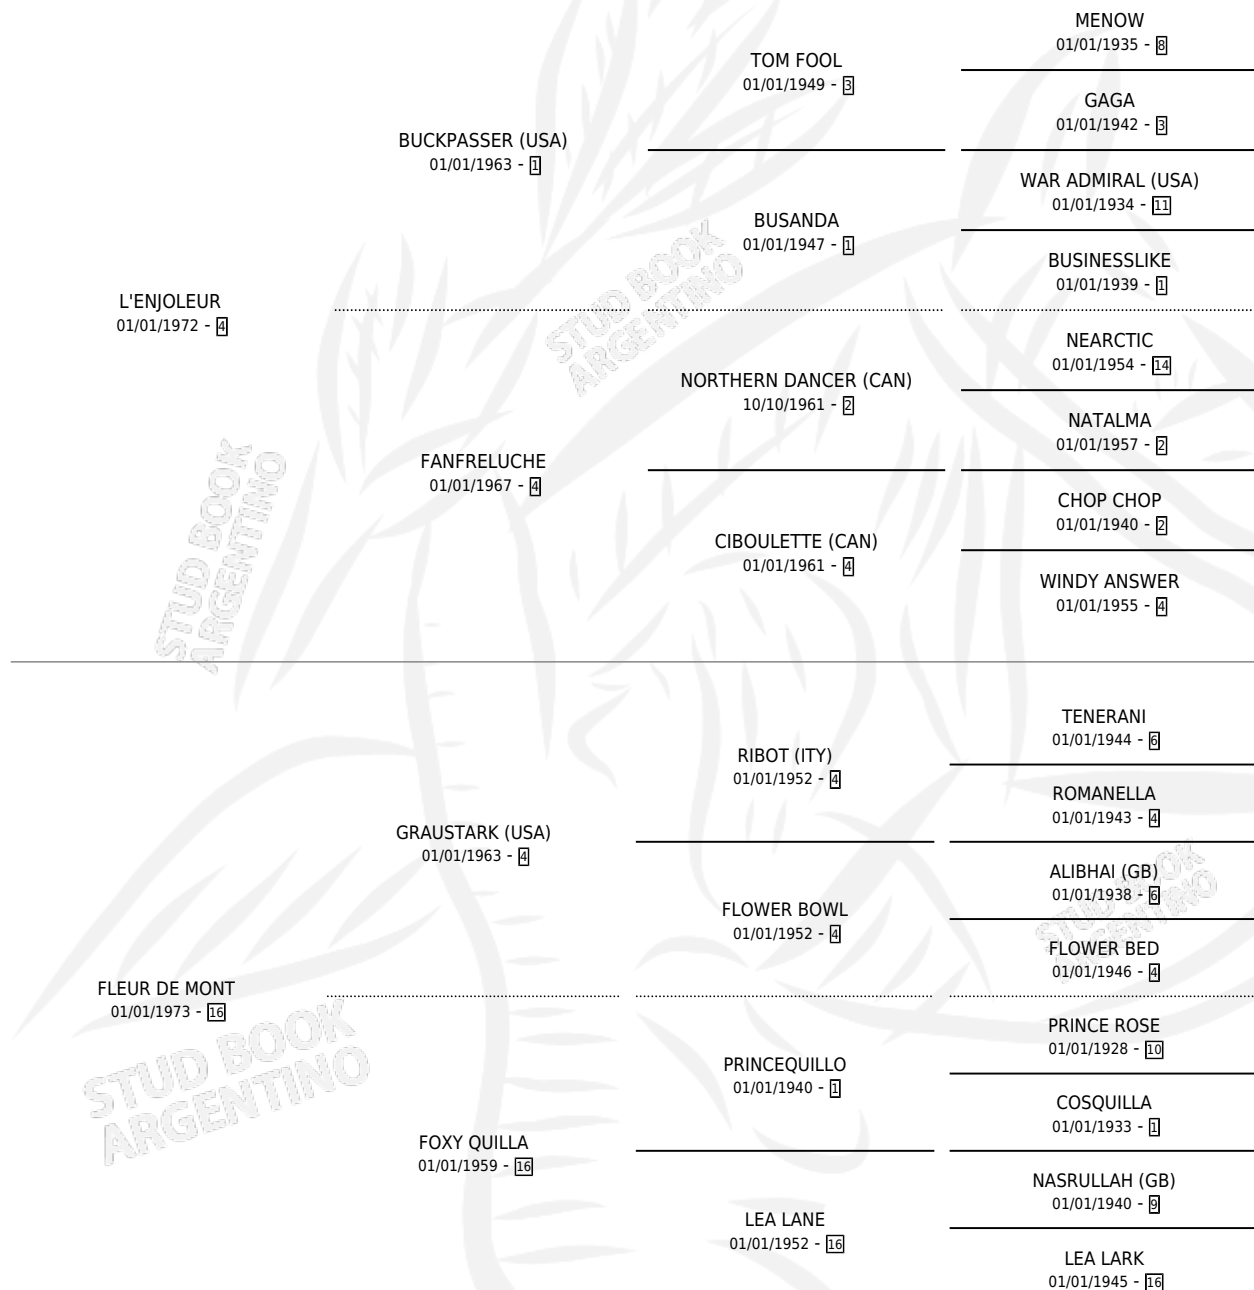 MENOW
01/01/1935 - 8
TOM FOOL
01/01/1949 - 3
GAGA
01/01/1942 - 3
BUCKPASSER (USA)
01/01/1963 - 1
WAR ADMIRAL (USA)
01/01/1934 - 11
BUSANDA
01/01/1947 - 1
BUSINESSLIKE
01/01/1939 - 1
L'ENJOLEUR
01/01/1972 - 4
NEARCTIC
01/01/1954 - 14
NORTHERN DANCER (CAN)
10/10/1961 - 2
NATALMA
01/01/1957 - 2
FANFRELUCHE
01/01/1967 - 4
CHOP CHOP
01/01/1940 - 2
CIBOULETTE (CAN)
01/01/1961 - 4
WINDY ANSWER
01/01/1955 - 4
TENERANI
01/01/1944 - 6
RIBOT (ITY)
01/01/1952 - 4
ROMANELLA
01/01/1943 - 4
GRAUSTARK (USA)
01/01/1963 - 4
ALIBHAI (GB)
01/01/1938 - 6
FLOWER BOWL
01/01/1952 - 4
FLOWER BED
01/01/1946 - 4
FLEUR DE MONT
01/01/1973 - 16
PRINCE ROSE
01/01/1928 - 10
PRINCEQUILLO
01/01/1940 - 1
COSQUILLA
01/01/1933 - 1
FOXY QUILLA
01/01/1959 - 16
NASRULLAH (GB)
01/01/1940 - 9
LEA LANE
01/01/1952 - 16
LEA LARK
01/01/1945 - 16
STUD BOOK
ARGENTINO
STUD BOOK
ARGENTINO
STUD BOOK
ARGENTINO
STUD BOOK
ARGENTINO